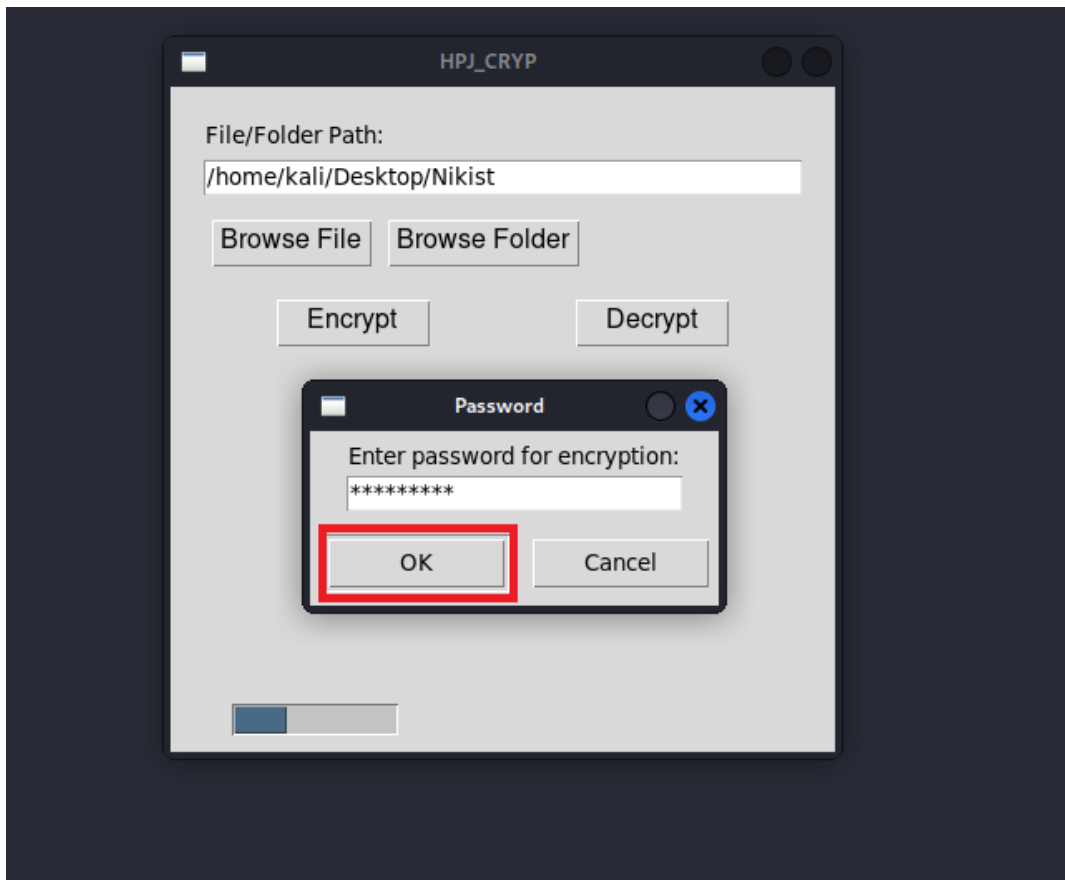 HPJ_CRYP
File/Folder Path:
/home/kali/Desktop/Nikist
Browse File Browse Folder
Encrypt Decrypt
Password
Enter password for encryption:
*********
OK Cancel